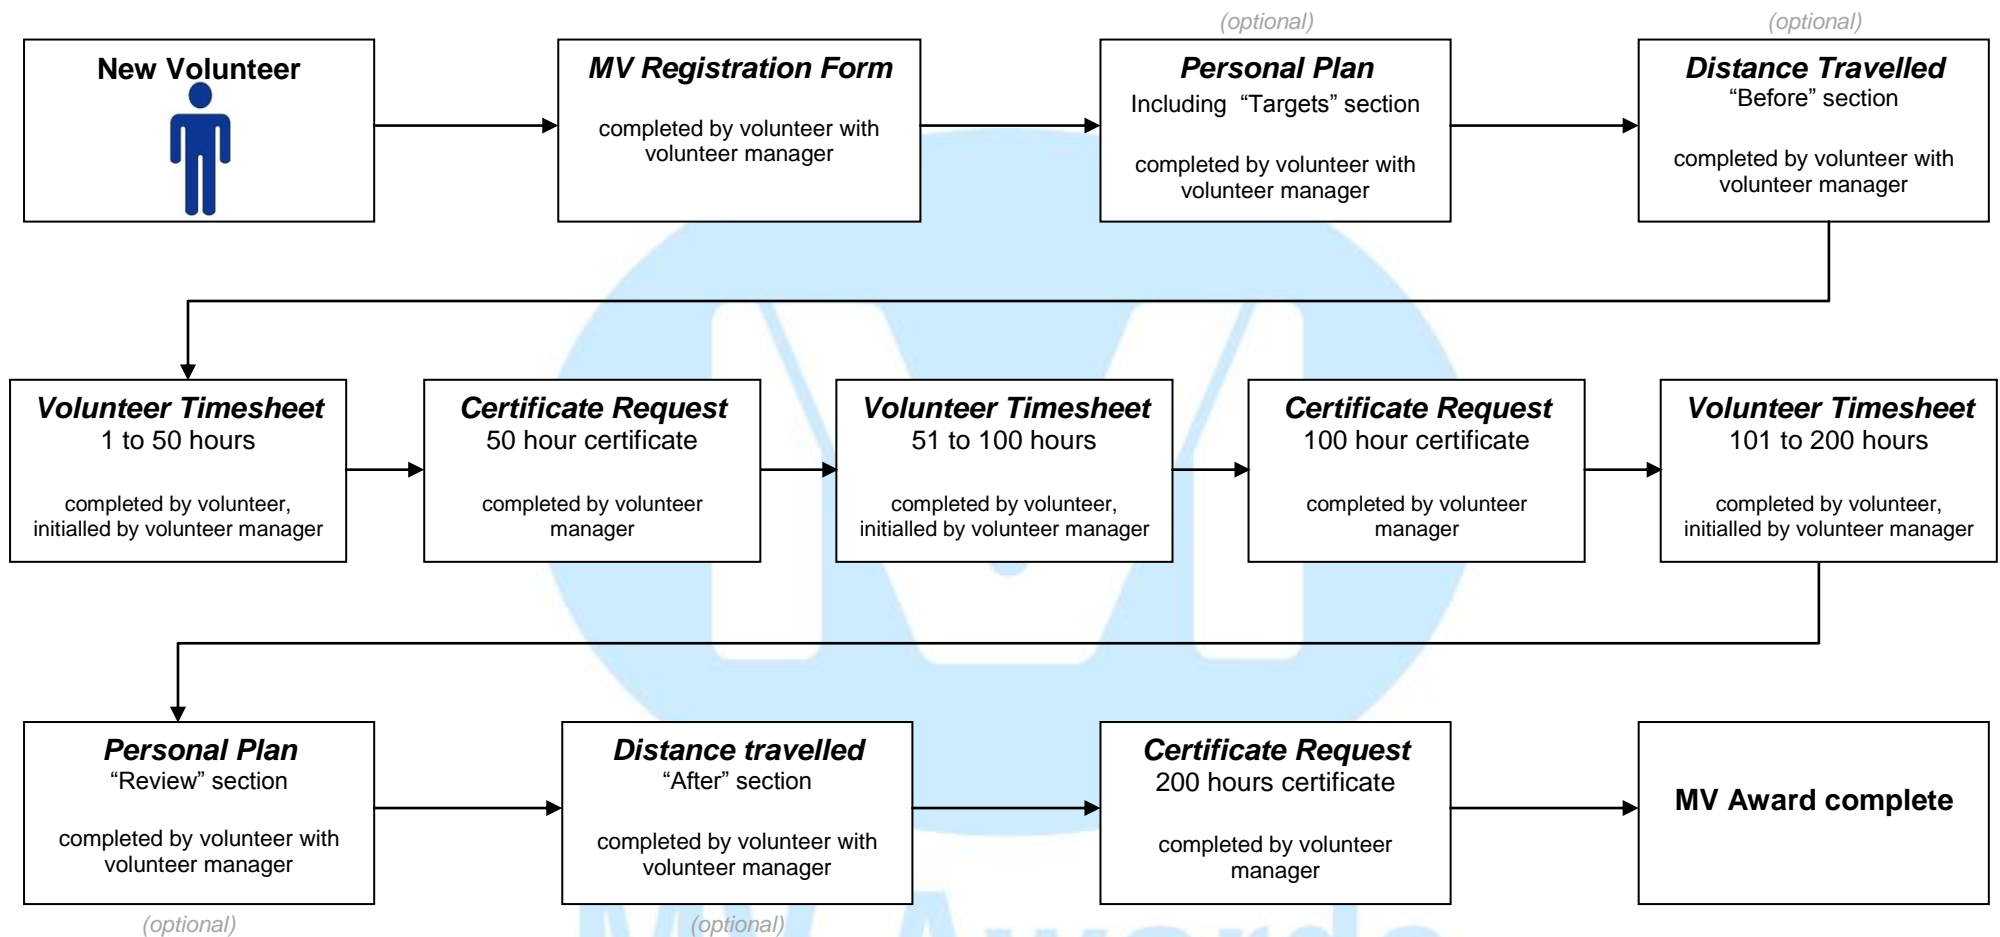 (optional)
(optional)
New Volunteer
MV Registration Form
completed by volunteer with
volunteer manager
Personal Plan
Including “Targets” section
completed by volunteer with
volunteer manager
Distance Travelled
“Before” section
completed by volunteer with
volunteer manager
Volunteer Timesheet
1 to 50 hours
completed by volunteer,
initialled by volunteer manager
Certificate Request
50 hour certificate
completed by volunteer
manager
Volunteer Timesheet
51 to 100 hours
completed by volunteer,
initialled by volunteer manager
Certificate Request
100 hour certificate
completed by volunteer
manager
Volunteer Timesheet
101 to 200 hours
completed by volunteer,
initialled by volunteer manager
Personal Plan
“Review” section
completed by volunteer with
volunteer manager
(optional)
Distance travelled
“After” section
completed by volunteer with
volunteer manager
(optional)
Certificate Request
200 hours certificate
completed by volunteer
manager
MV Award complete
MV Awards